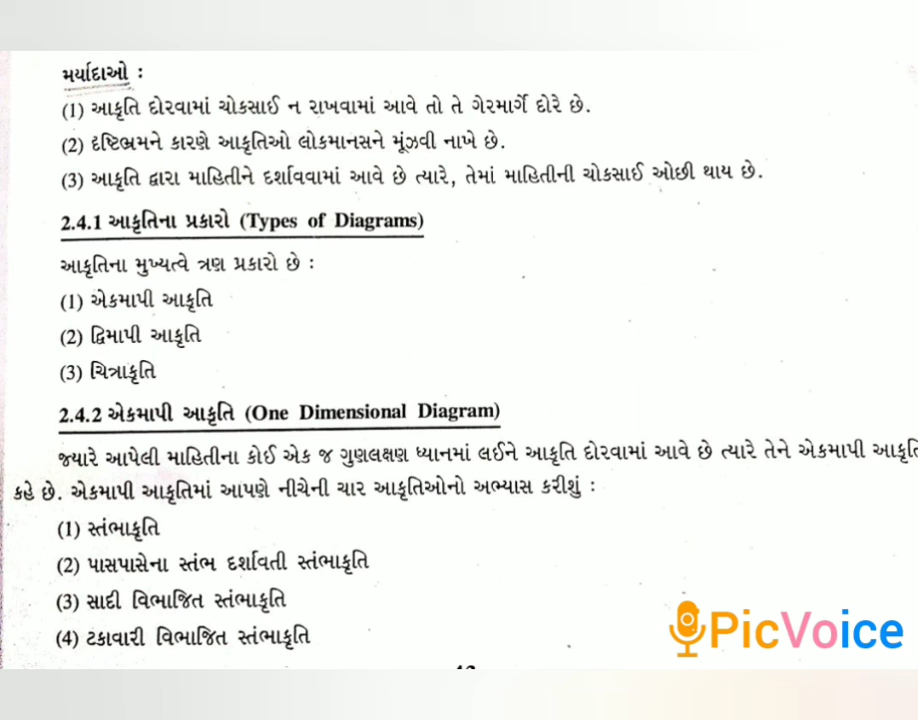 મર્યાદાઓ :
(1) આકૃતિ દોરવામાં ચોકસાઈ ન રાખવામાં આવે તો તે ગેરમાર્ગે દોરે છે.
(2) દૃષ્ટિભ્રમને કારણે આકૃતિઓ લોકમાનસને મૂંઝવી નાખે છે.
(3) આકૃતિ દ્વારા માહિતીને દર્શાવવામાં આવે છે ત્યારે, તેમાં માહિતીની ચોકસાઈ ઓછી થાય છે.
2.4.1 આકૃતિના પ્રકારો (Types of Diagrams)
આકૃતિના મુખ્યત્વે ત્રણ પ્રકારો છે :
(1) એકમાપી આકૃતિ
(2) દ્વિમાપી આકૃતિ
(3) ચિત્રાકૃતિ
2.4.2 એકમાપી આકૃતિ (One Dimensional Diagram)
જ્યારે આપેલી માહિતીના કોઈ એક જ ગુણલક્ષણ ધ્યાનમાં લઈને આકૃતિ દોરવામાં આવે છે ત્યારે તેને એકમાપી આકૃતિ
કહે છે. એકમાપી આકૃતિમાં આપણે નીચેની ચાર આકૃતિઓનો અભ્યાસ કરીશું :
(1) સ્તંભાકૃતિ
(2) પાસપાસેના સ્તંભ દર્શાવતી સ્તંભાકૃતિ
(3) સાદી વિભાજિત સ્તંભાકૃતિ
(4) ટકાવારી વિભાજિત સ્તંભાકૃતિ
PicVoice